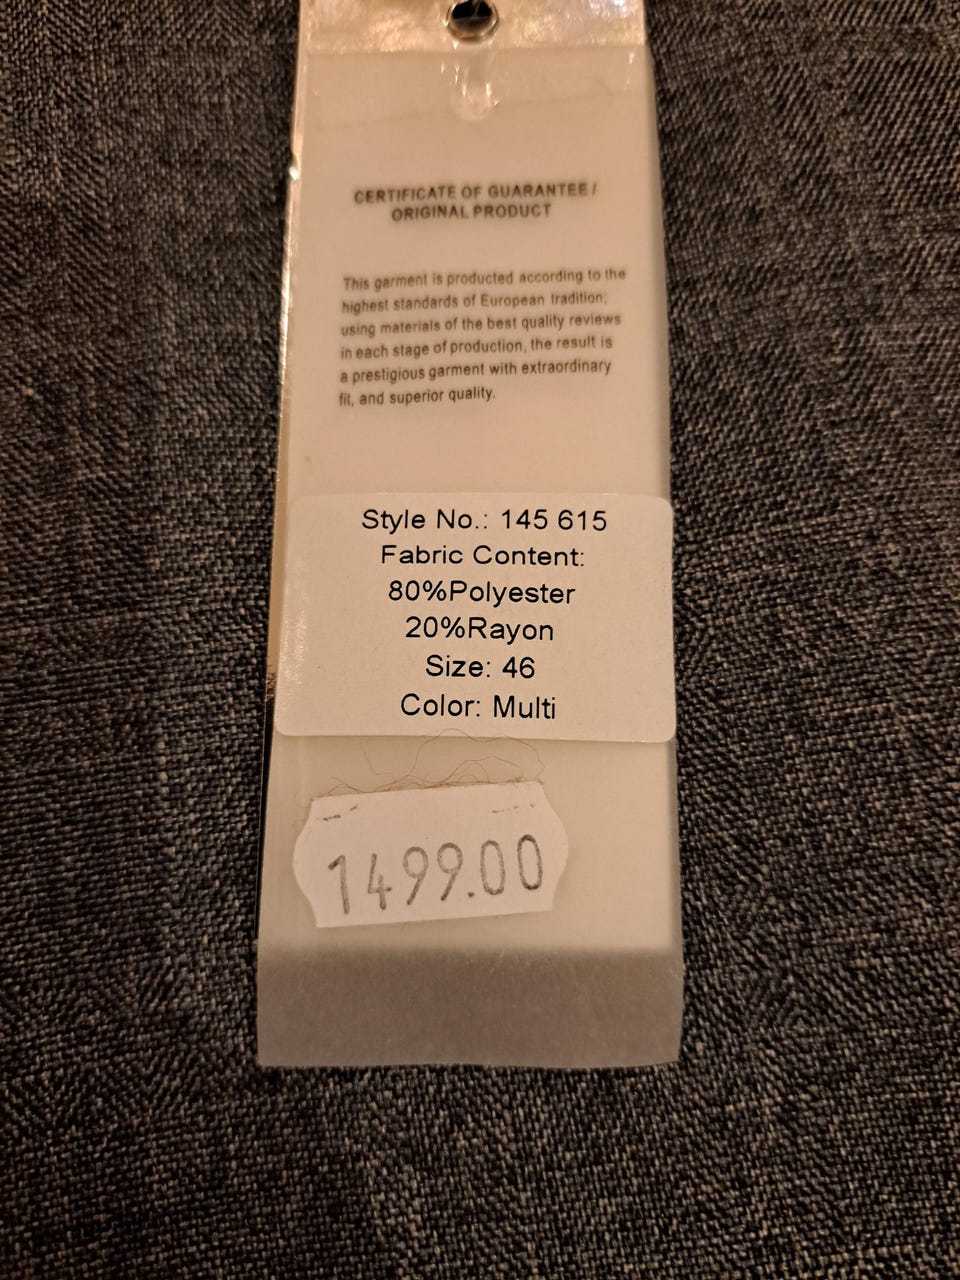 CERTIFICATE OF GUARANTEE /
ORIGINAL PRODUCT
This garment is producted according to the
highest standards of European tradition;
using materials of the best quality reviews
in each stage of production, the result is
a prestigious garment with extraordinary
fit, and superior quality.
Style No.: 145 615
Fabric Content:
80%Polyester
20%Rayon
Size: 46
Color: Multi
1499.00